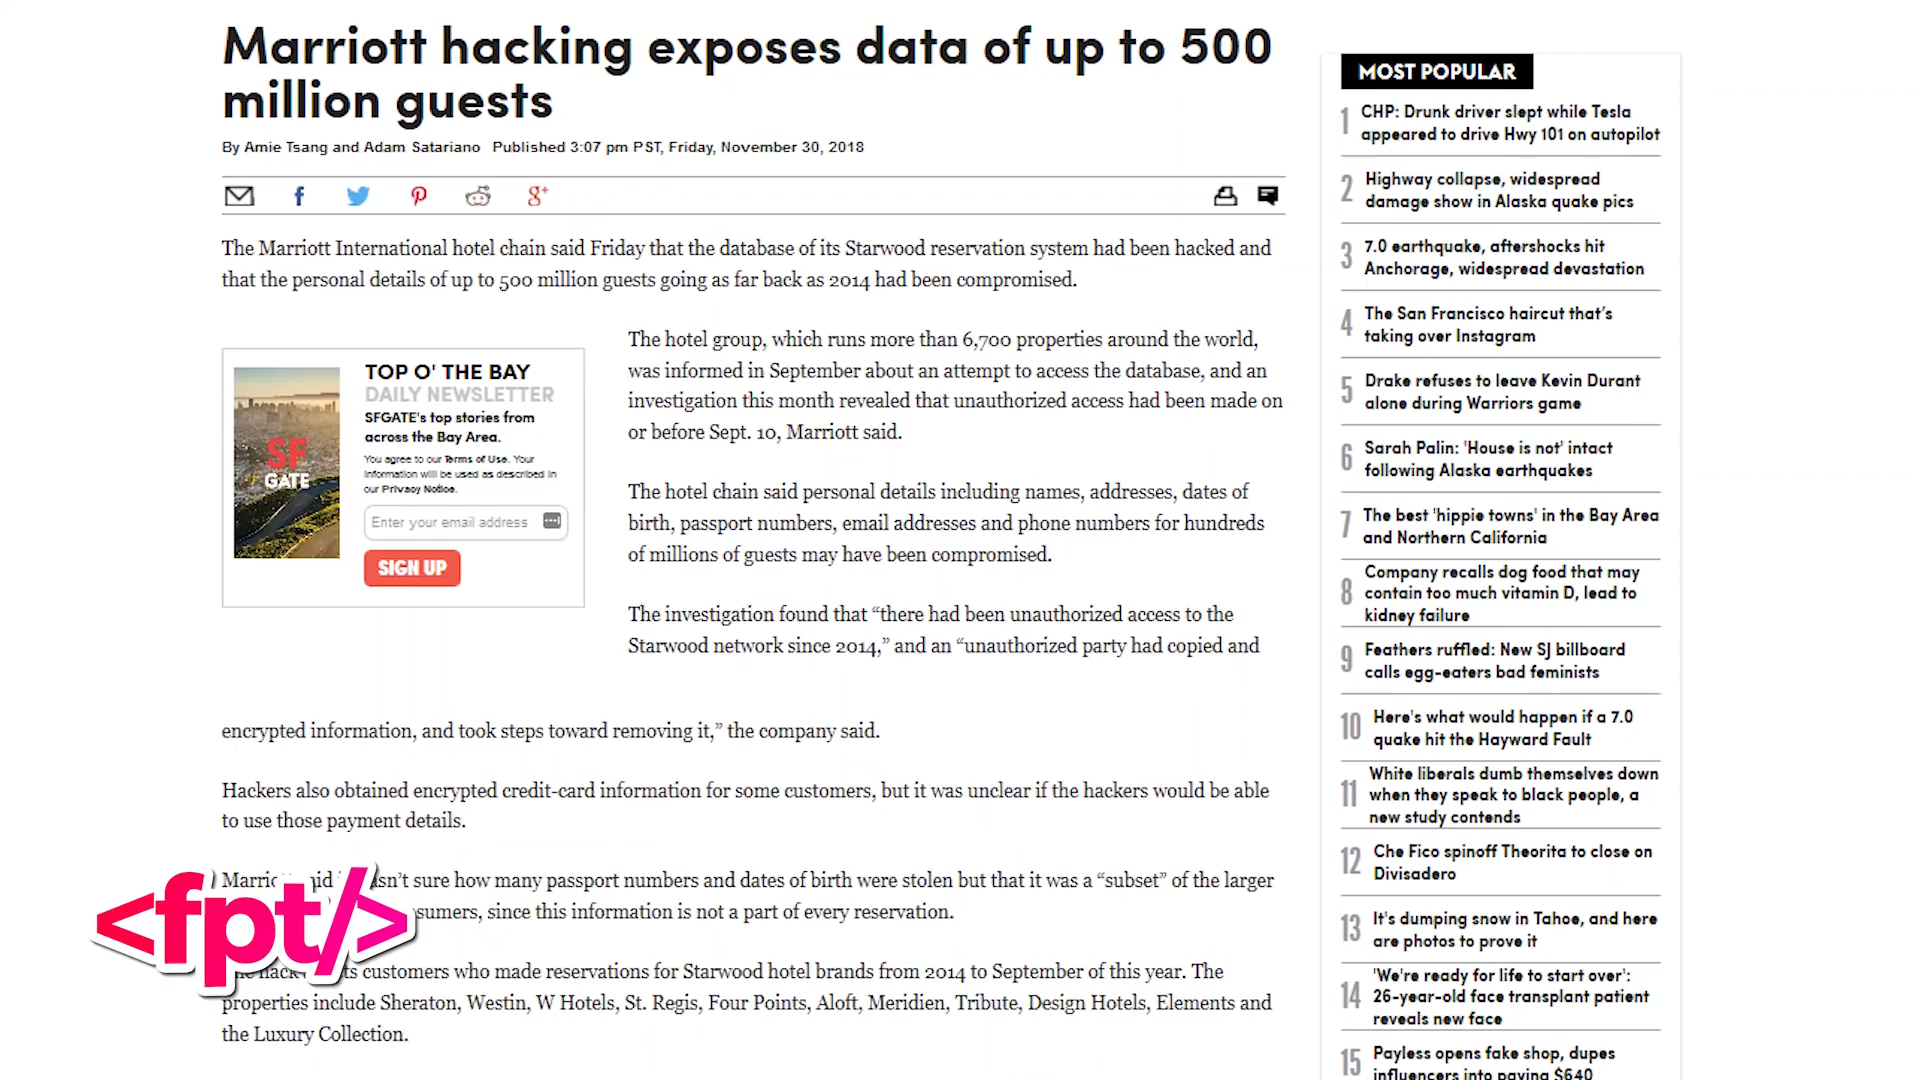 Marriott hacking exposes data of up to 500
million guests
By Amie Tsang and Adam Satariano Published 3:07 pm PST, Friday, November 30, 2018
The Marriott International hotel chain said Friday that the database of its Starwood reservation system had been hacked and
that the personal details of up to 500 million guests going as far back as 2014 had been compromised.
TOP O' THE BAY
DAILY NEWSLETTER
SFGATE's top stories from
across the Bay Area.
You agree to our Terms of Use. Your
information will be used as described in
our Privacy Notice.
Enter your email address
SIGN UP
SF
GATE
The hotel group, which runs more than 6,700 properties around the world,
was informed in September about an attempt to access the database, and an
investigation this month revealed that unauthorized access had been made on
or before Sept. 10, Marriott said.
The hotel chain said personal details including names, addresses, dates of
birth, passport numbers, email addresses and phone numbers for hundreds
of millions of guests may have been compromised.
The investigation found that “there had been unauthorized access to the
Starwood network since 2014,” and an “unauthorized party had copied and
encrypted information, and took steps toward removing it,” the company said.
Hackers also obtained encrypted credit-card information for some customers, but it was unclear if the hackers would be able
to use those payment details.
sure how many passport numbers and dates of birth were stolen but that it was a “subset” of the larger
since this information is not a part of every reservation.
customers who made reservations for Starwood hotel brands from 2014 to September of this year. The
properties include Sheraton, Westin, W Hotels, St. Regis, Four Points, Aloft, Meridien, Tribute, Design Hotels, Elements and
the Luxury Collection.
<fpt/>
MOST POPULAR
1 CHP: Drunk driver slept while Tesla
appeared to drive Hwy 101 on autopilot
2 Highway collapse, widespread
damage show in Alaska quake pics
3 7.0 earthquake, aftershocks hit
Anchorage, widespread devastation
4 The San Francisco haircut that’s
taking over Instagram
5 Drake refuses to leave Kevin Durant
alone during Warriors game
6 Sarah Palin: 'House is not' intact
following Alaska earthquakes
7 The best 'hippie towns' in the Bay Area
and Northern California
8 Company recalls dog food that may
contain too much vitamin D, lead to
kidney failure
9 Feathers ruffled: New SJ billboard
calls egg-eaters bad feminists
10 Here's what would happen if a 7.0
quake hit the Hayward Fault
11 White liberals dumb themselves down
when they speak to black people, a
new study contends
12 Che Fico spinoff Theorita to close on
Divisadero
13 It's dumping snow in Tahoe, and here
are photos to prove it
14 'We're ready for life to start over':
26-year-old face transplant patient
reveals new face
15 Payless opens fake shop, dupes
influencers into paying $640